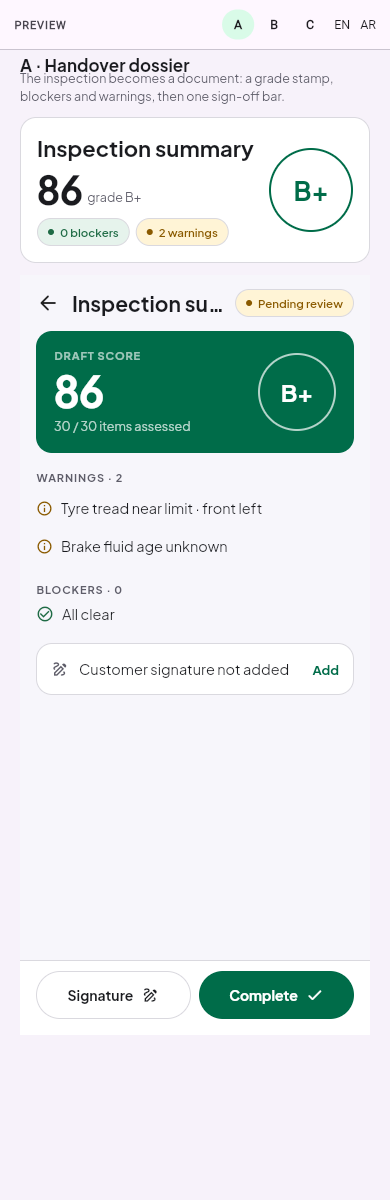 PREVIEW
A
B
C
EN
AR
A · Handover dossier
The inspection becomes a document: a grade stamp,
blockers and warnings, then one sign-off bar.
Inspection summary
86 grade B+
B+
0 blockers
2 warnings
Inspection su...
Pending review
DRAFT SCORE
86
30 / 30 items assessed
B+
WARNINGS · 2
Tyre tread near limit · front left
Brake fluid age unknown
BLOCKERS · 0
All clear
Customer signature not added
Add
Signature
Complete